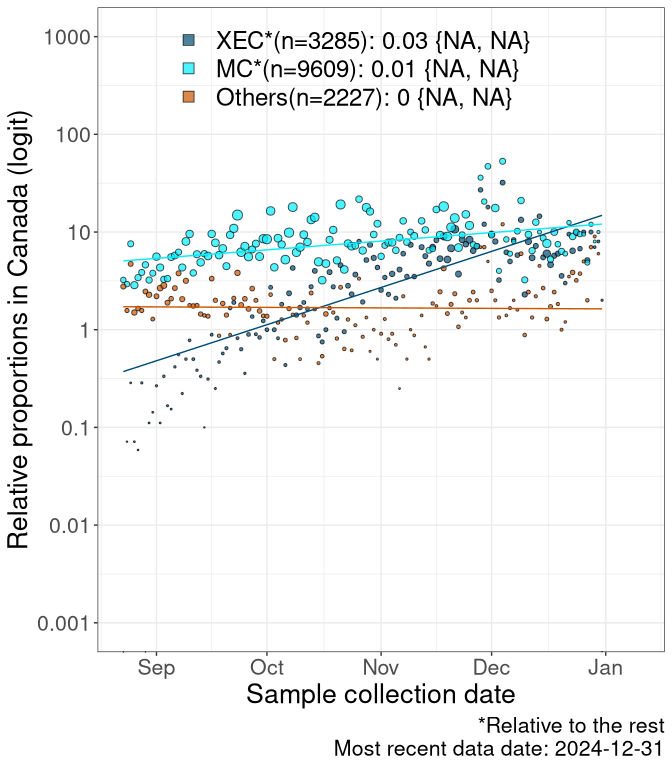 XEC*(n=3285): 0.03 {NA, NA}
MC*(n=9609): 0.01 {NA, NA}
Others(n=2227): 0 {NA, NA}
Relative proportions in Canada (logit)
1000
100
10
1
0.1
0.01
0.001
Sep Oct Nov Dec Jan
Sample collection date
*Relative to the rest
Most recent data date: 2024-12-31